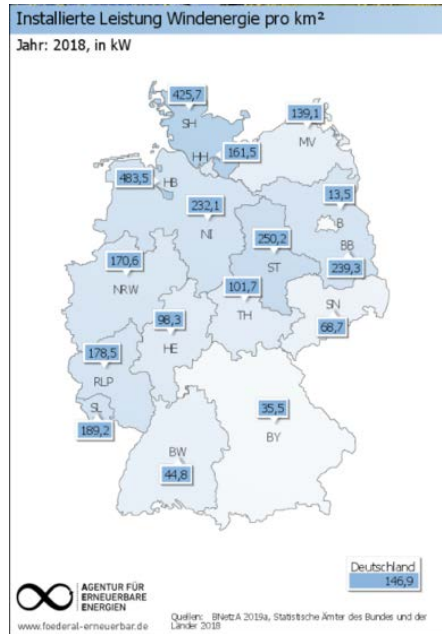 Installierte Leistung Windenergie pro km²
Jahr: 2018, in kW
425,7
SH
139,1
MV
HH
161,5
483,5
HB
232,1
NI
13,5
B
BB
239,3
250,2
ST
170,6
NRW
101,7
TH
SN
68,7
98,3
HE
178,5
RLP
SL
189,2
35,5
BY
BW
44,8
Deutschland
146,9
AGENTUR FÜR
ERNEUERBARE
ENERGIEN
www.foederal-erneuerbar.de
Quellen: BNetzA 2019a, Statistische Ämter des Bundes und der
Länder 2018